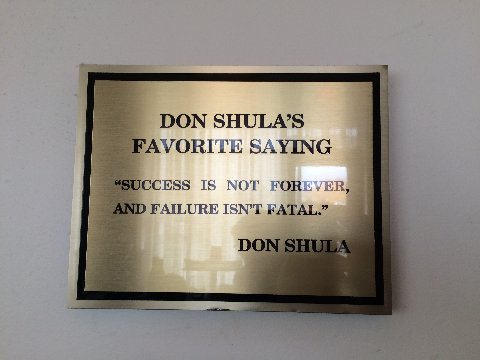 DON SHULA'S
FAVORITE SAYING
“SUCCESS IS NOT FOREVER,
AND FAILURE ISN'T FATAL.”
DON SHULA